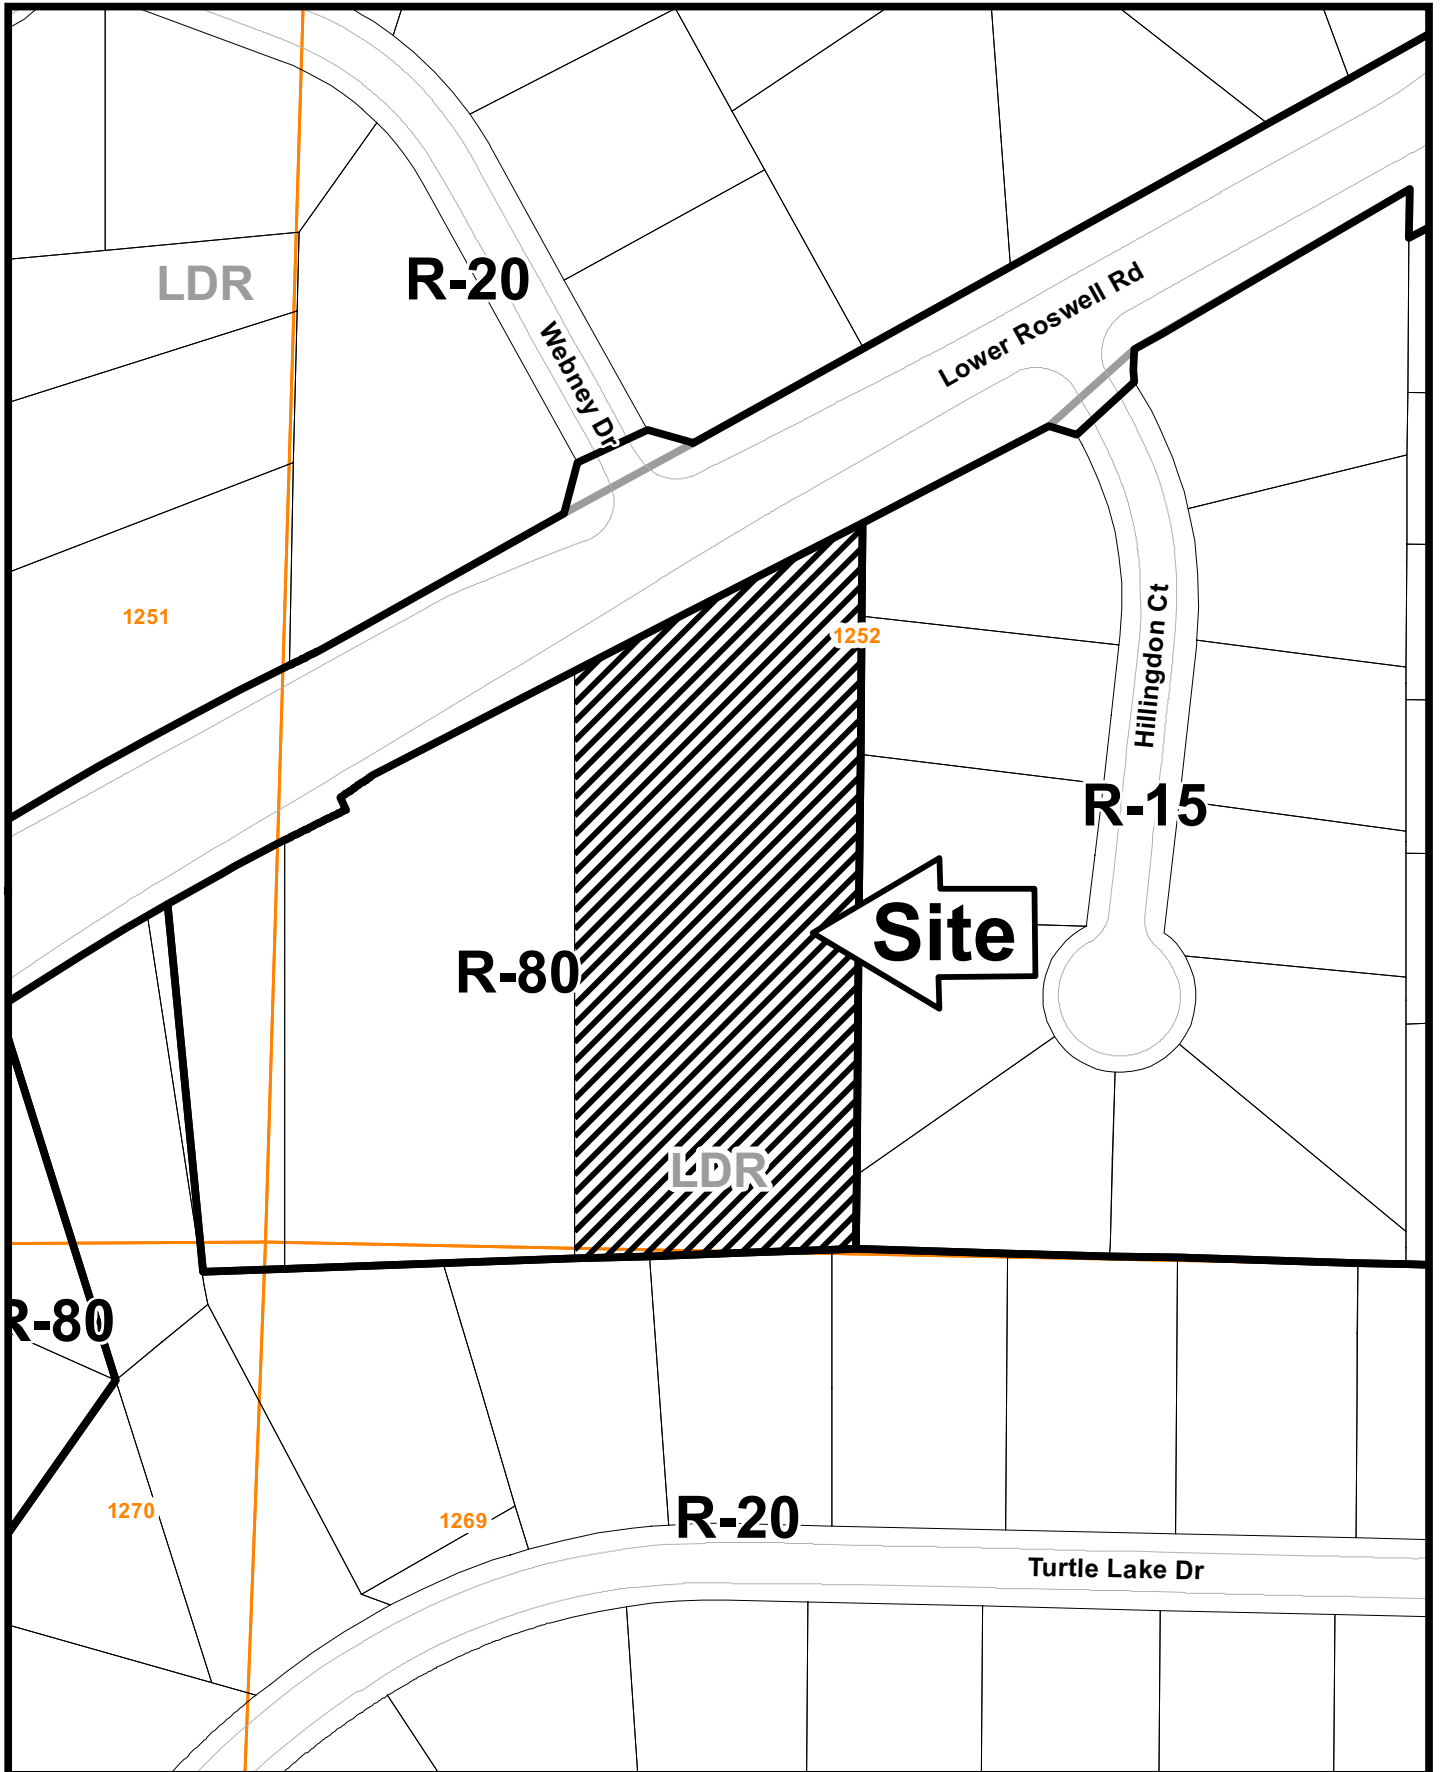 R-20
LDR
Lower Roswell Rd
Webney Dr
1251
1252
Hillingdon Ct
R-15
Site
R-80
LDR
R-80
1270
1269
R-20
Turtle Lake Dr